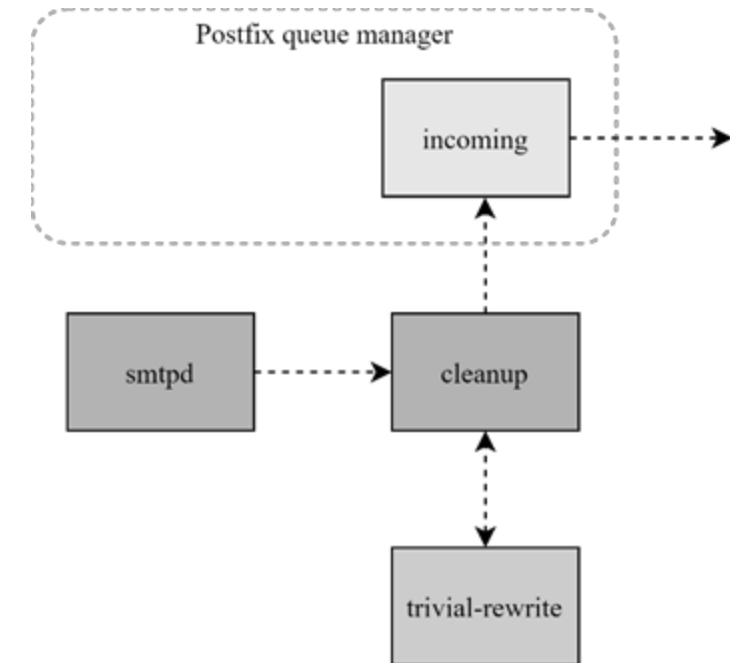 Postfix queue manager
incoming
smtpd
cleanup
trivial-rewrite